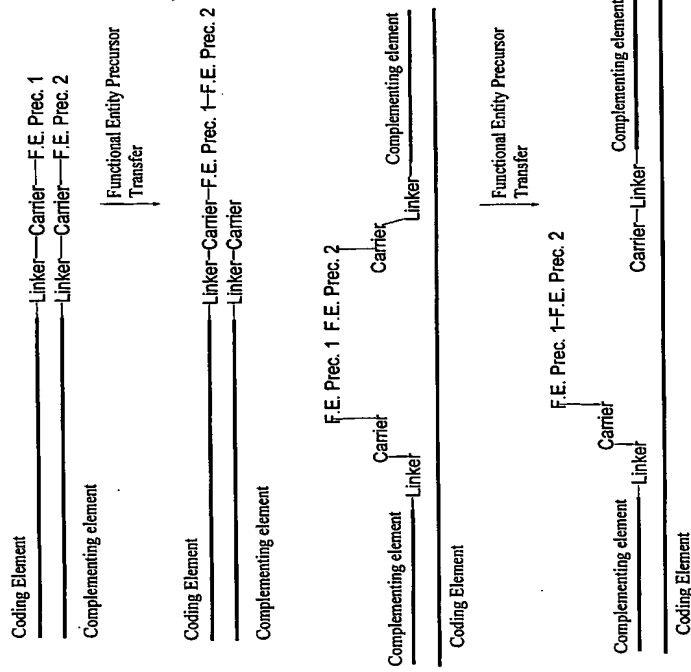 Coding Element
Linker—Carrier—F.E. Prec. 1
Linker—Carrier—F.E. Prec. 2
Complementing element
Functional Entity Precursor
Transfer
Coding Element
Linker–Carrier–F.E. Prec. 1–F.E. Prec. 2
Linker–Carrier
Complementing element
F.E. Prec. 1 F.E. Prec. 2
Carrier
Carrier
Complementing element
Linker
Linker
Complementing element
Coding Element
Functional Entity Precursor
Transfer
F.E. Prec. 1–F.E. Prec. 2
Carrier
Complementing element
Linker
Carrier–Linker
Complementing element
Coding Element